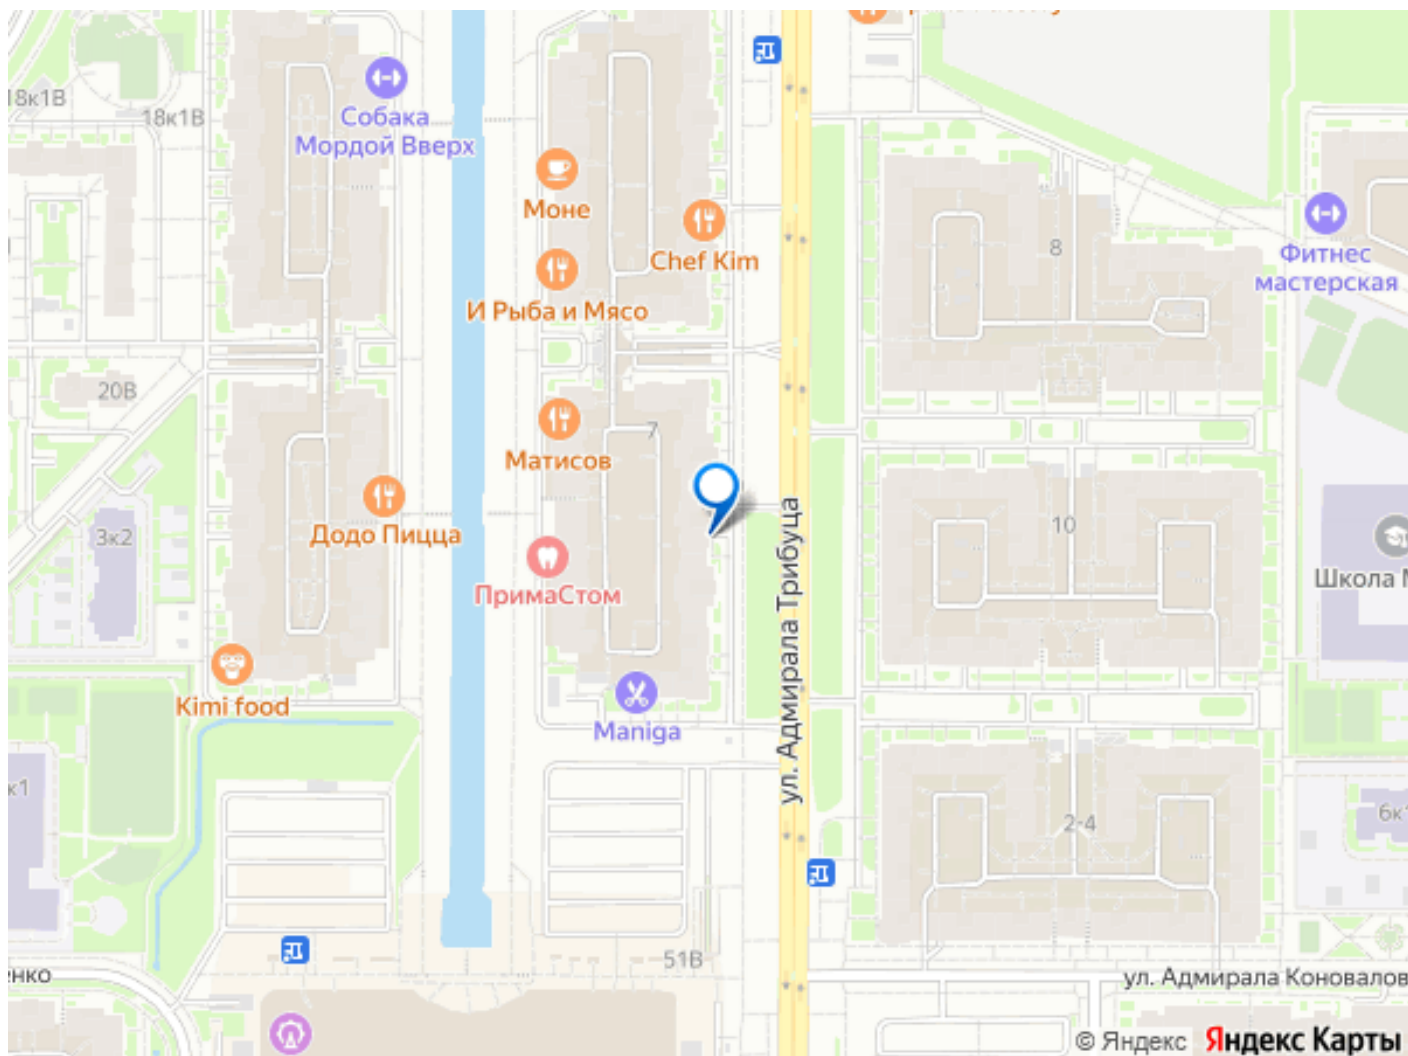 18к1В
18к1В
Собака
Мордой Вверх
Моне
Chef Kim
8
Фитнес
мастерская
И Рыба и Мясо
20В
7
Матисов
Додо Пицца
3к2
10
ПримаСтом
Школа
ул. Адмирала Трибуца
Kimi food
Maniga
к1
2-4
51В
ул. Адмирала Коновалов
© Яндекс
Яндекс Карты